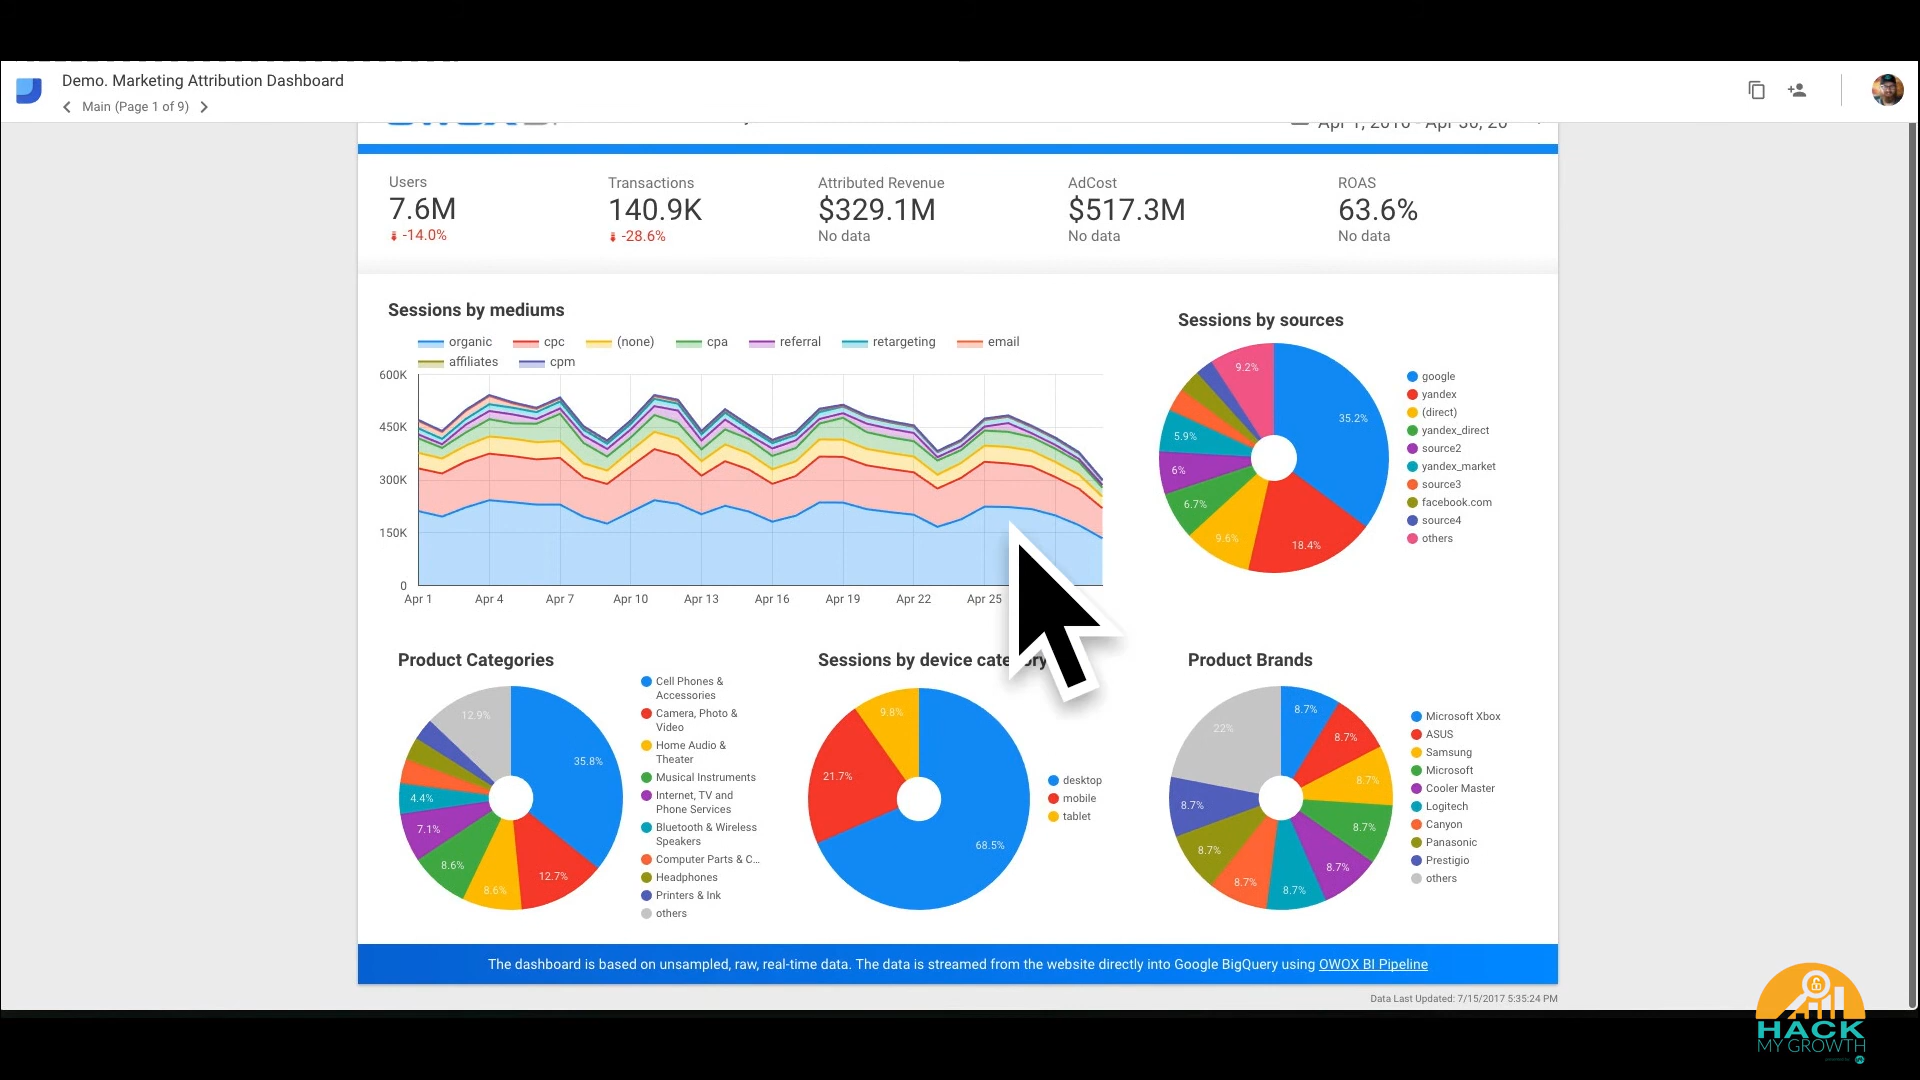 Demo. Marketing Attribution Dashboard
Main (Page 1 of 9)
Users
7.6M
-14.0%
Transactions
140.9K
-28.6%
Attributed Revenue
$329.1M
No data
AdCost
$517.3M
No data
ROAS
63.6%
No data
Sessions by mediums
organic cpc (none) cpa referral retargeting email
affiliates cpm
600K
450K
300K
150K
0
Apr 1 Apr 4 Apr 7 Apr 10 Apr 13 Apr 16 Apr 19 Apr 22 Apr 25
Sessions by sources
9.2%
35.2%
5.9%
6%
6.7%
9.6%
18.4%
google
yandex
(direct)
yandex_direct
source2
yandex_market
source3
facebook.com
source4
others
Product Categories
12.9%
35.8%
4.4%
7.1%
8.6%
8.6%
12.7%
Cell Phones &
Accessories
Camera, Photo &
Video
Home Audio &
Theater
Musical Instruments
Internet, TV and
Phone Services
Bluetooth & Wireless
Speakers
Computer Parts & C...
Headphones
Printers & Ink
others
Sessions by device category
9.8%
21.7%
68.5%
desktop
mobile
tablet
Product Brands
8.7%
22%
8.7%
8.7%
8.7%
8.7%
8.7%
8.7%
8.7%
8.7%
Microsoft Xbox
ASUS
Samsung
Microsoft
Cooler Master
Logitech
Canyon
Panasonic
Prestigio
others
The dashboard is based on unsampled, raw, real-time data. The data is streamed from the website directly into Google BigQuery using OWOX BI Pipeline
Data Last Updated: 7/15/2017 5:35:24 PM
HACK
MY GROWTH